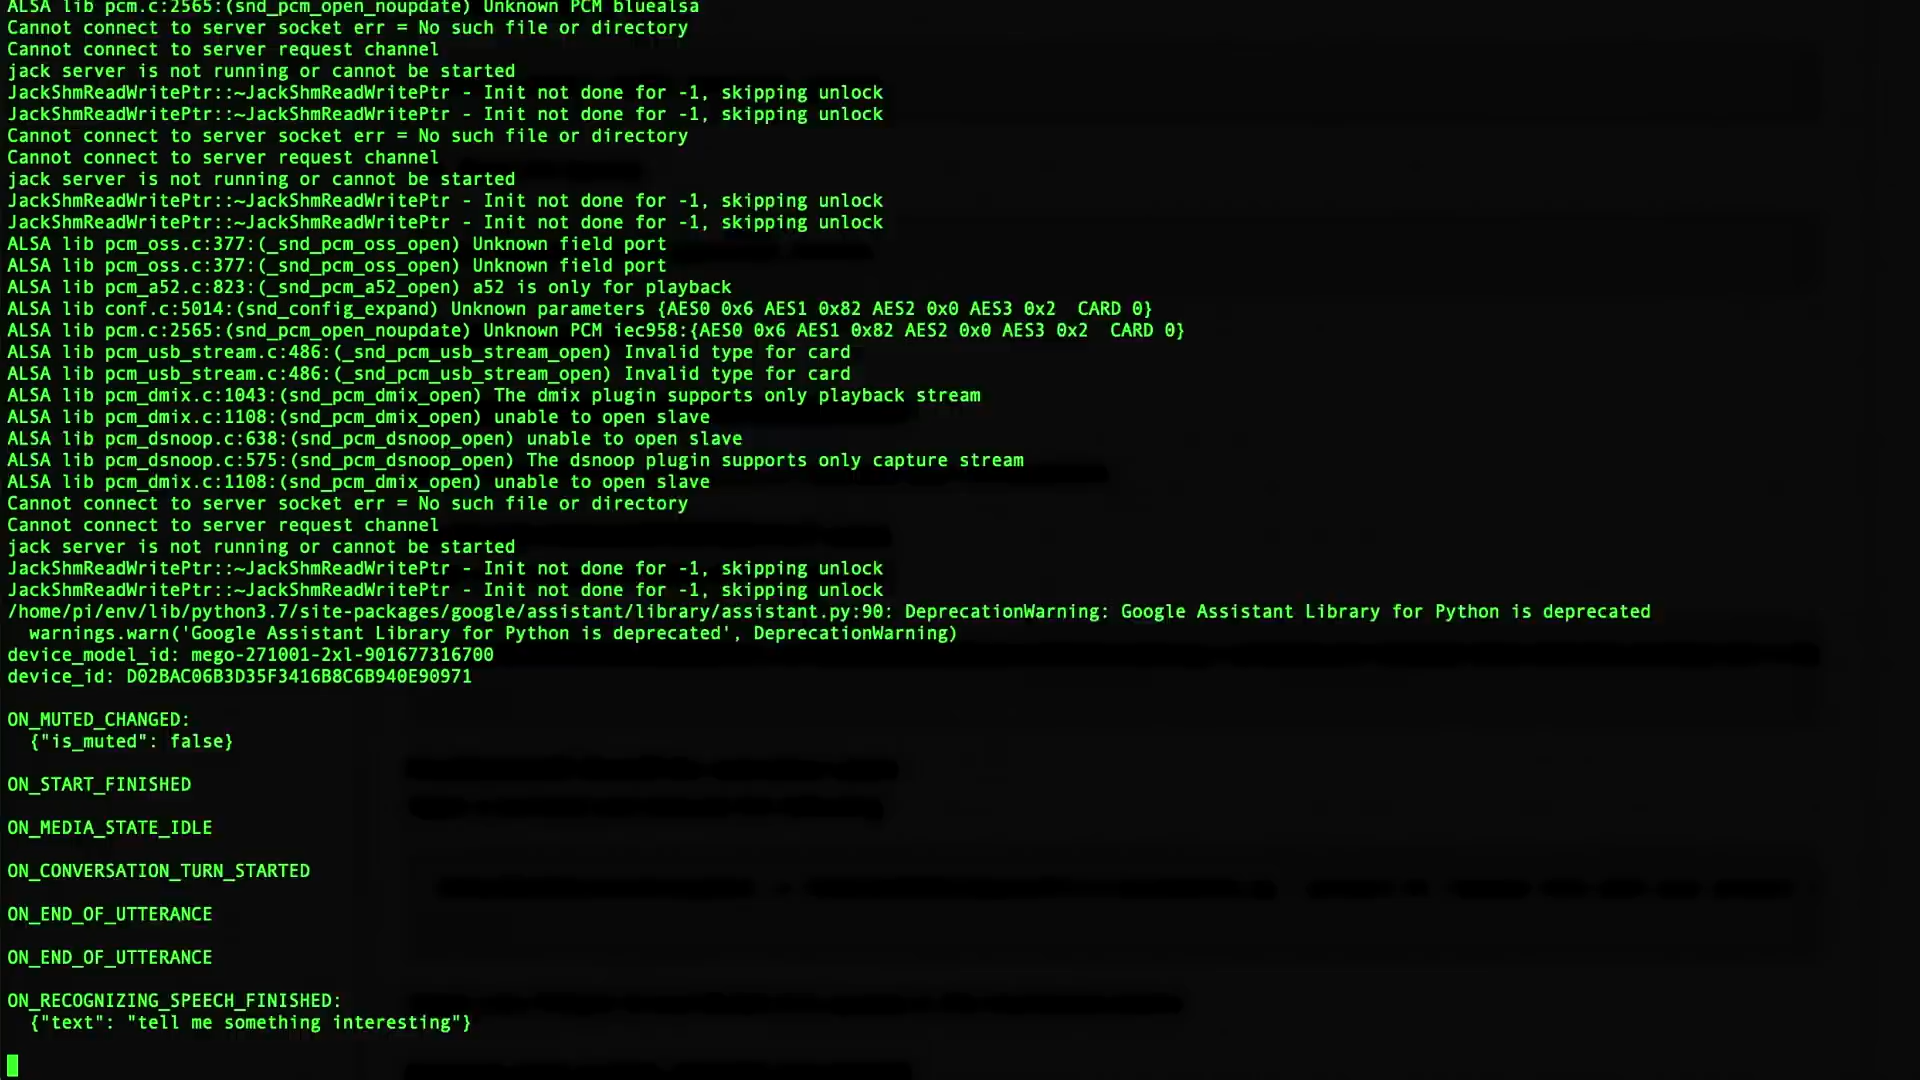 ALSA lib pcm.c:2565:(snd_pcm_open_noupdate) Unknown PCM bluealsa
Cannot connect to server socket err = No such file or directory
Cannot connect to server request channel
jack server is not running or cannot be started
JackShmReadWritePtr::~JackShmReadWritePtr - Init not done for -1, skipping unlock
JackShmReadWritePtr::~JackShmReadWritePtr - Init not done for -1, skipping unlock
Cannot connect to server socket err = No such file or directory
Cannot connect to server request channel
jack server is not running or cannot be started
JackShmReadWritePtr::~JackShmReadWritePtr - Init not done for -1, skipping unlock
JackShmReadWritePtr::~JackShmReadWritePtr - Init not done for -1, skipping unlock
ALSA lib pcm_oss.c:377:(_snd_pcm_oss_open) Unknown field port
ALSA lib pcm_oss.c:377:(_snd_pcm_oss_open) Unknown field port
ALSA lib pcm_a52.c:823:(_snd_pcm_a52_open) a52 is only for playback
ALSA lib conf.c:5014:(snd_config_expand) Unknown parameters {AES0 0x6 AES1 0x82 AES2 0x0 AES3 0x2  CARD 0}
ALSA lib pcm.c:2565:(snd_pcm_open_noupdate) Unknown PCM iec958:{AES0 0x6 AES1 0x82 AES2 0x0 AES3 0x2  CARD 0}
ALSA lib pcm_usb_stream.c:486:(_snd_pcm_usb_stream_open) Invalid type for card
ALSA lib pcm_usb_stream.c:486:(_snd_pcm_usb_stream_open) Invalid type for card
ALSA lib pcm_dmix.c:1043:(snd_pcm_dmix_open) The dmix plugin supports only playback stream
ALSA lib pcm_dmix.c:1108:(snd_pcm_dmix_open) unable to open slave
ALSA lib pcm_dsnoop.c:638:(snd_pcm_dsnoop_open) unable to open slave
ALSA lib pcm_dsnoop.c:575:(snd_pcm_dsnoop_open) The dsnoop plugin supports only capture stream
ALSA lib pcm_dmix.c:1108:(snd_pcm_dmix_open) unable to open slave
Cannot connect to server socket err = No such file or directory
Cannot connect to server request channel
jack server is not running or cannot be started
JackShmReadWritePtr::~JackShmReadWritePtr - Init not done for -1, skipping unlock
JackShmReadWritePtr::~JackShmReadWritePtr - Init not done for -1, skipping unlock
/home/pi/env/lib/python3.7/site-packages/google/assistant/library/assistant.py:90: DeprecationWarning: Google Assistant Library for Python is deprecated
  warnings.warn('Google Assistant Library for Python is deprecated', DeprecationWarning)
device_model_id: mego-271001-2xl-901677316700
device_id: D02BAC06B3D35F3416B8C6B940E90971
ON_MUTED_CHANGED:
  {"is_muted": false}
ON_START_FINISHED
ON_MEDIA_STATE_IDLE
ON_CONVERSATION_TURN_STARTED
ON_END_OF_UTTERANCE
ON_END_OF_UTTERANCE
ON_RECOGNIZING_SPEECH_FINISHED:
  {"text": "tell me something interesting"}